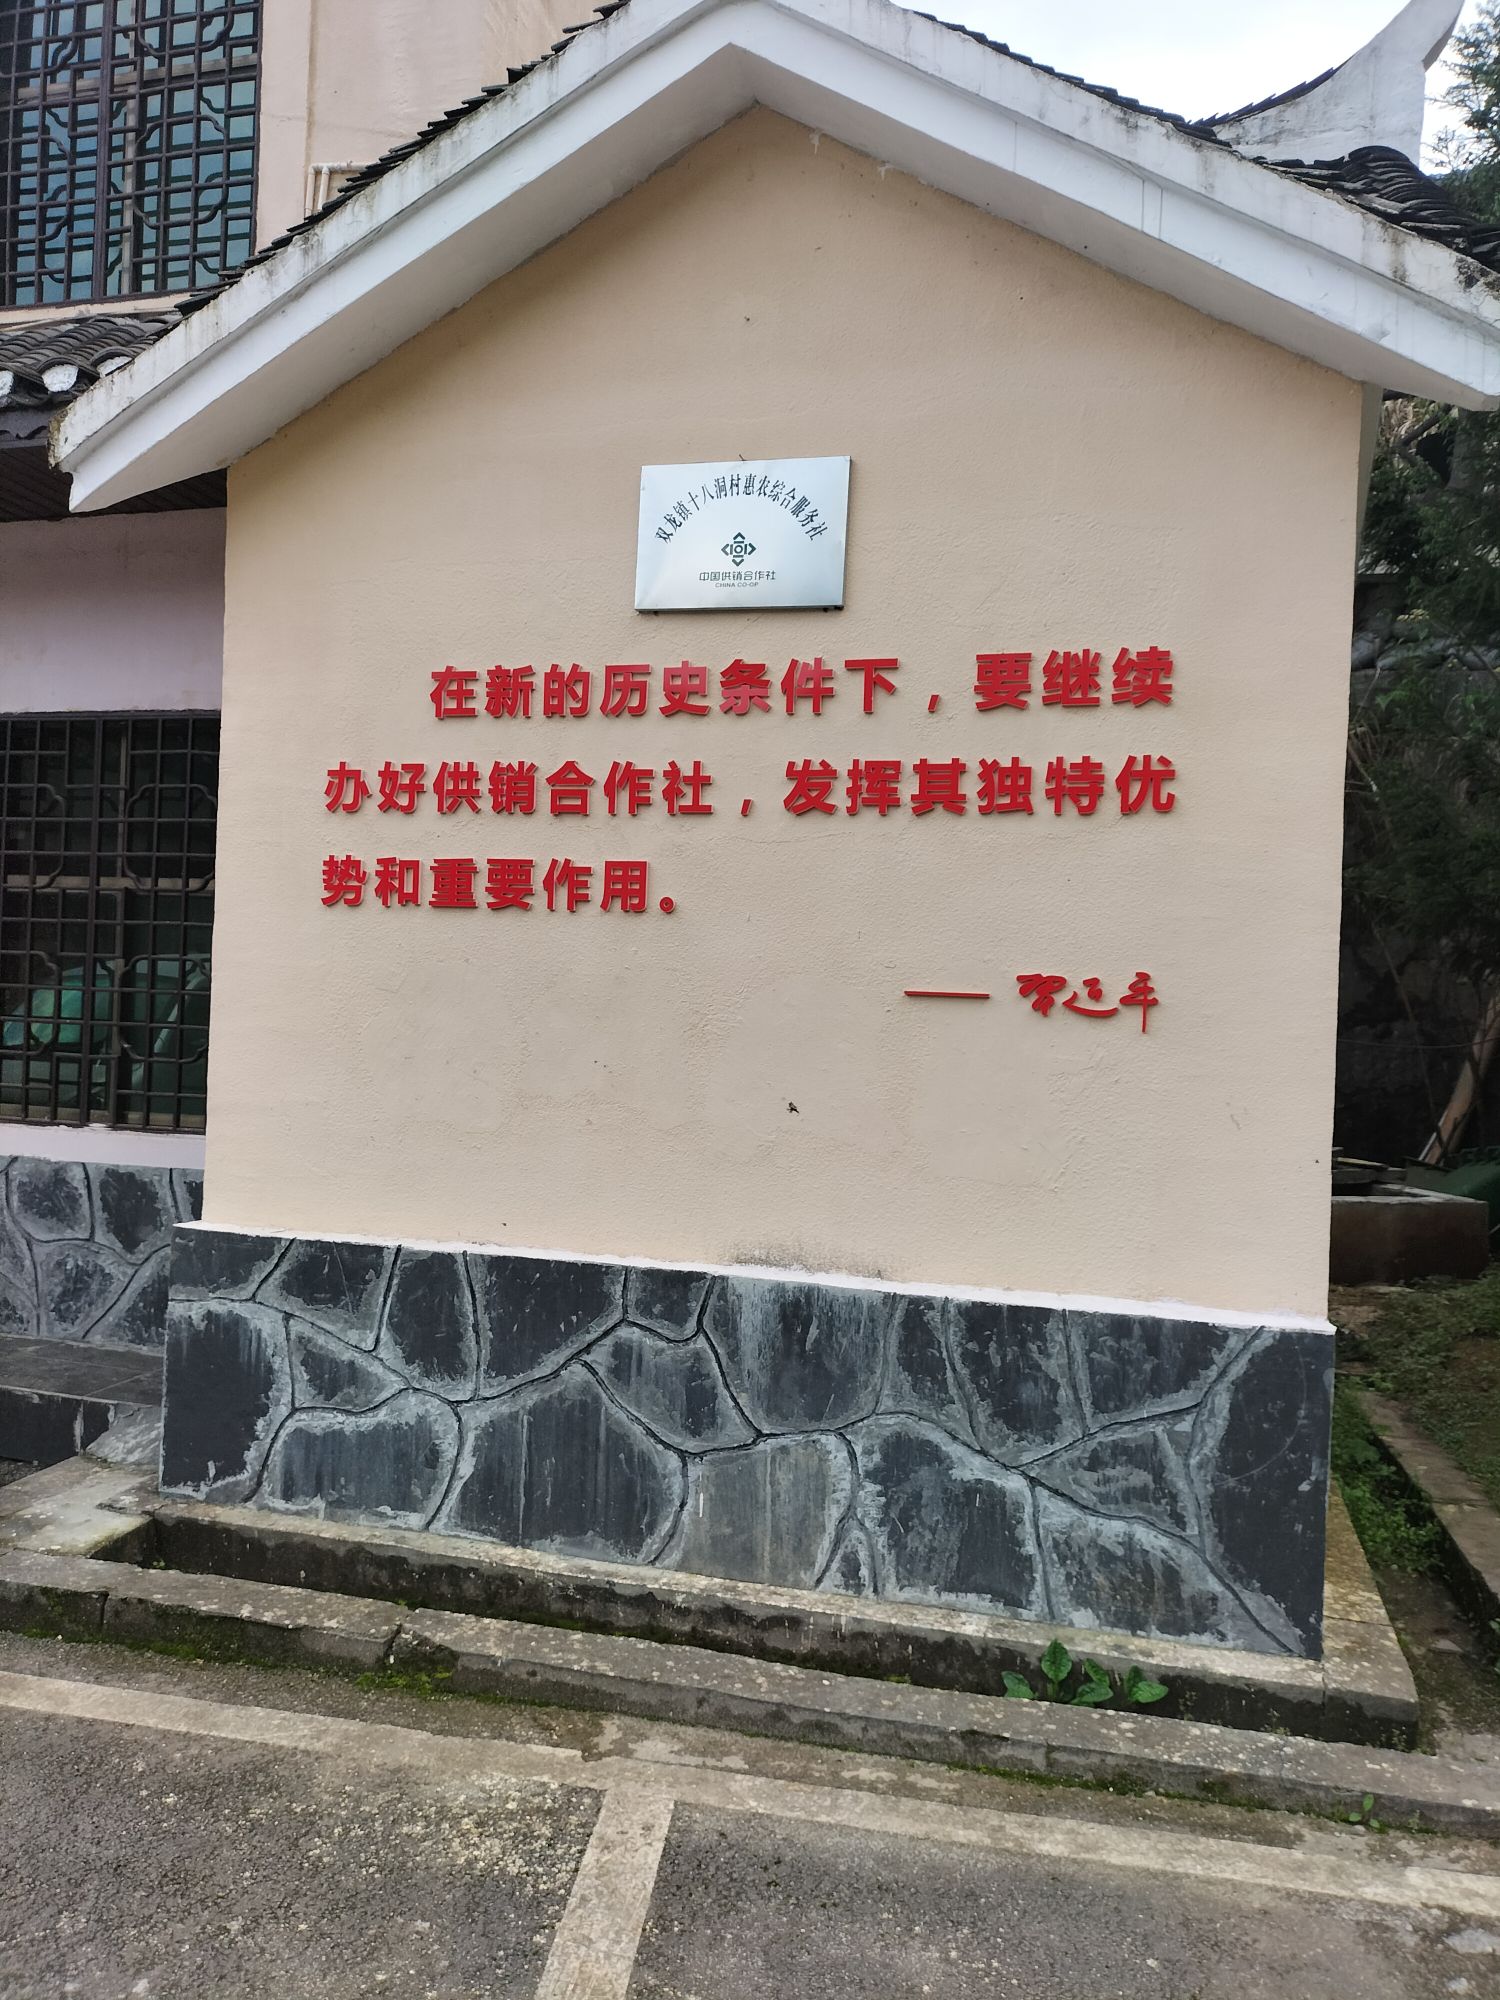 双龙镇十八洞村惠农综合服务社
中国供销合作社
CHINA CO-OP
在新的历史条件下，要继续
办好供销合作社，发挥其独特优
势和重要作用。
—— 习近平